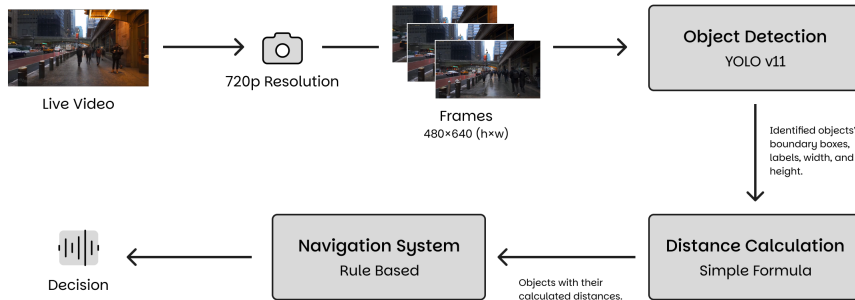 Live Video
720p Resolution
Frames
480×640 (h×w)
Object Detection
YOLO v11
Identified objects'
boundary boxes,
labels, width, and
height.
Distance Calculation
Simple Formula
Objects with their
calculated distances.
Navigation System
Rule Based
Decision